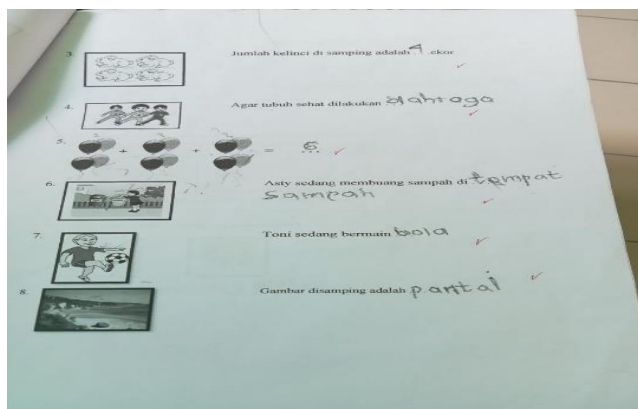 3. Jumlah kelinci di samping adalah 4 ekor
4. Agar tubuh sehat dilakukan olahraga
5. + + = 6
6. Asty sedang membuang sampah di tempat
sampah
7. Toni sedang bermain bola
8. Gambar disamping adalah pantai